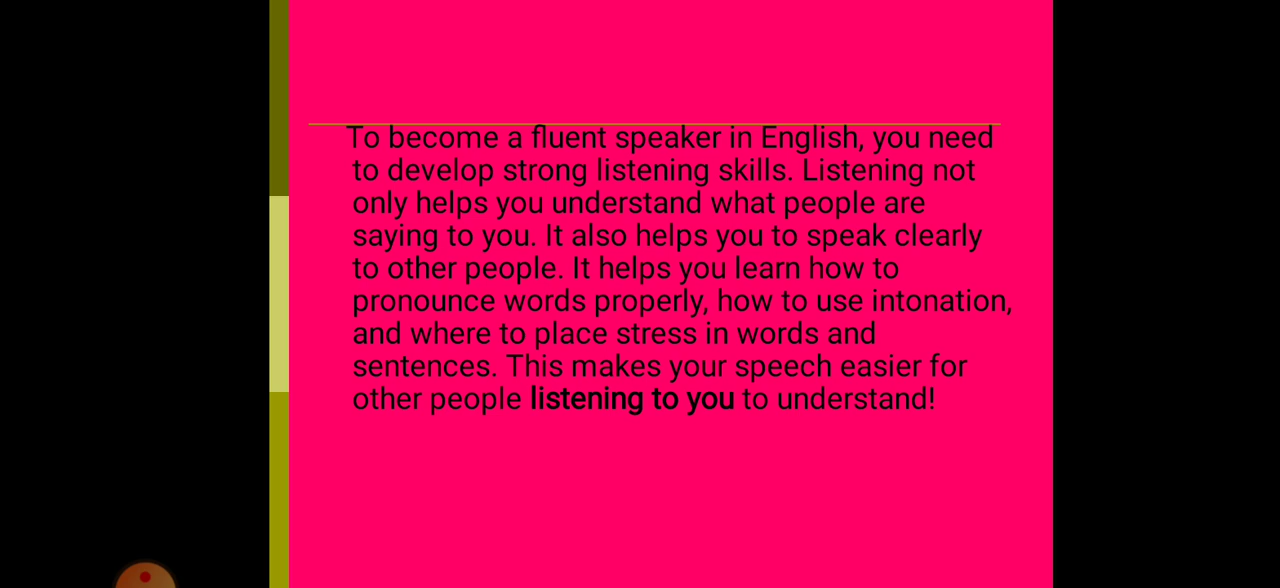 To become a fluent speaker in English, you need
to develop strong listening skills. Listening not
only helps you understand what people are
saying to you. It also helps you to speak clearly
to other people. It helps you learn how to
pronounce words properly, how to use intonation,
and where to place stress in words and
sentences. This makes your speech easier for
other people listening to you to understand!